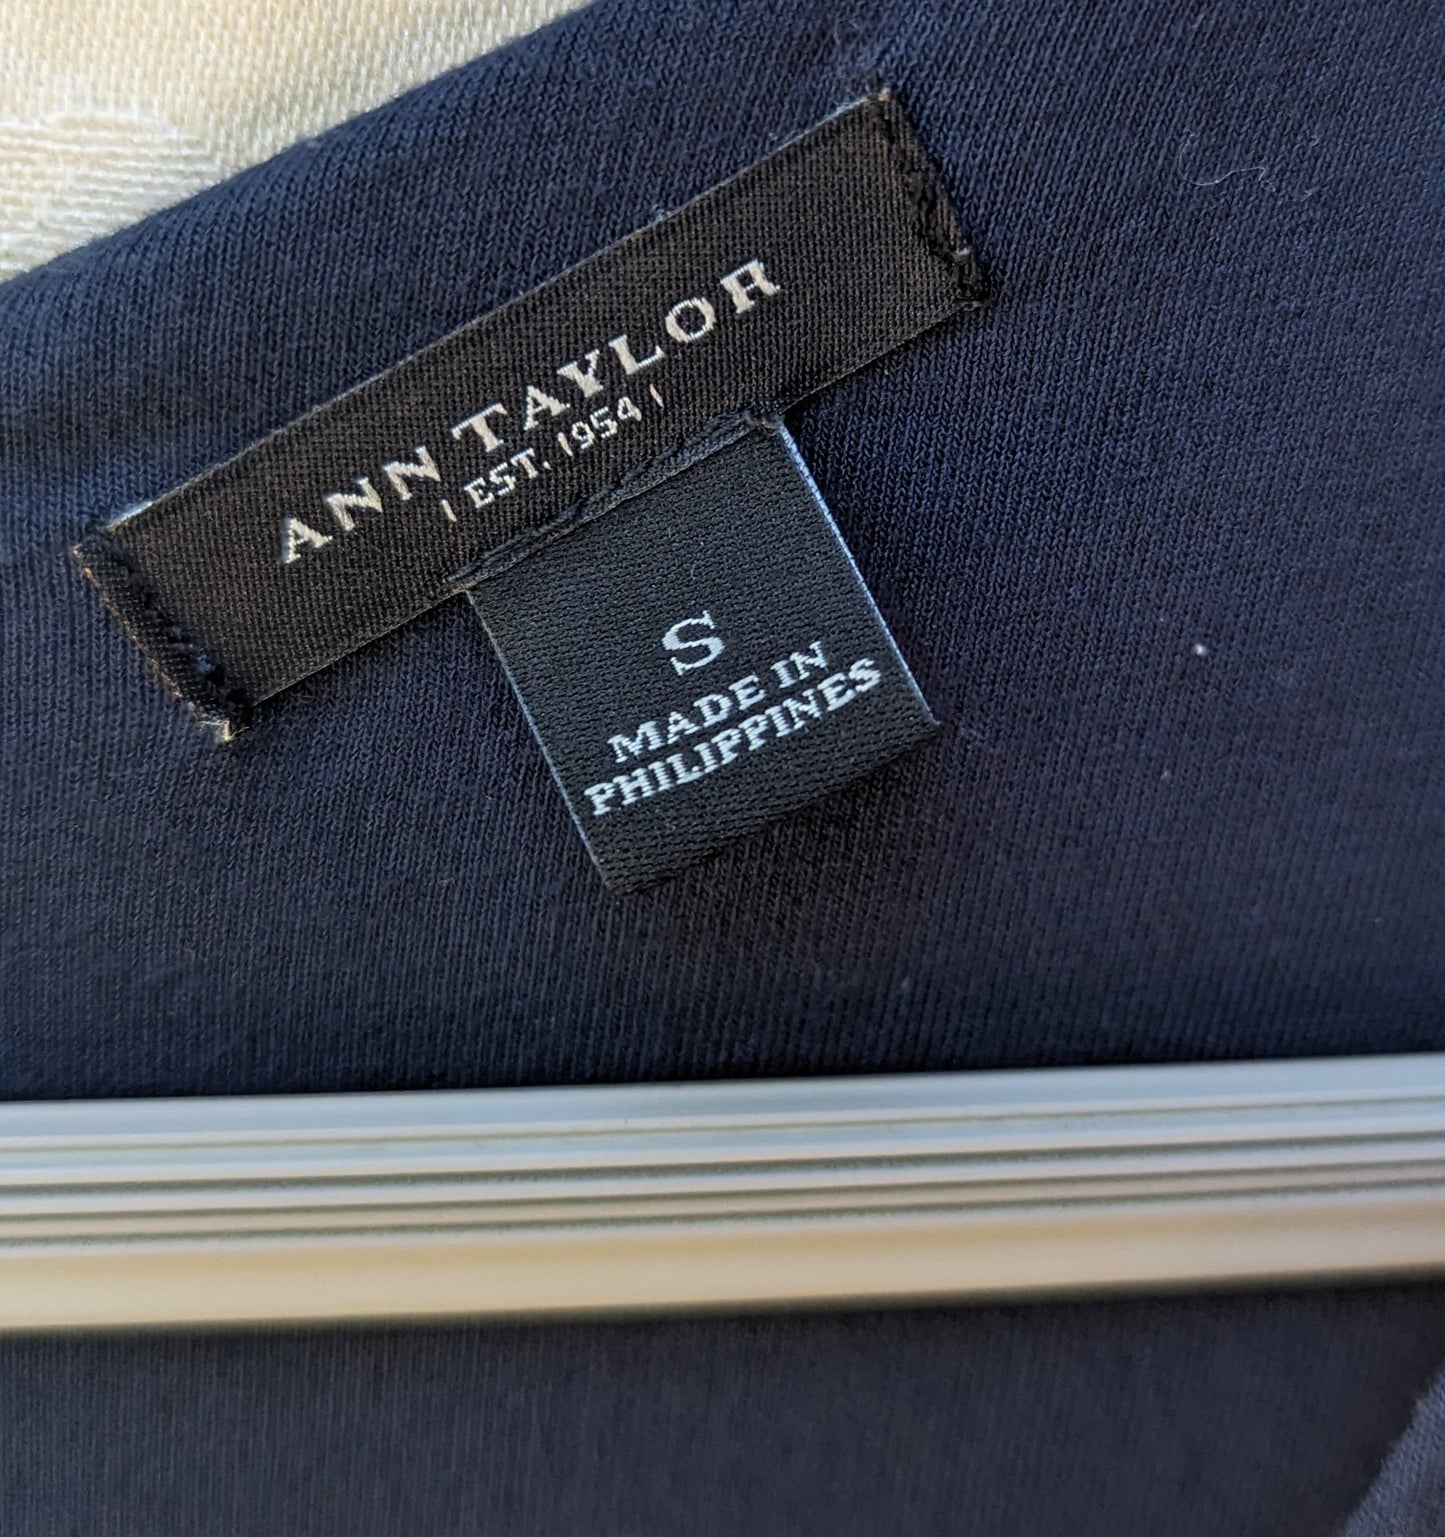 ANN TAYLOR
| EST. 1954 |
S
MADE IN
PHILIPPINES